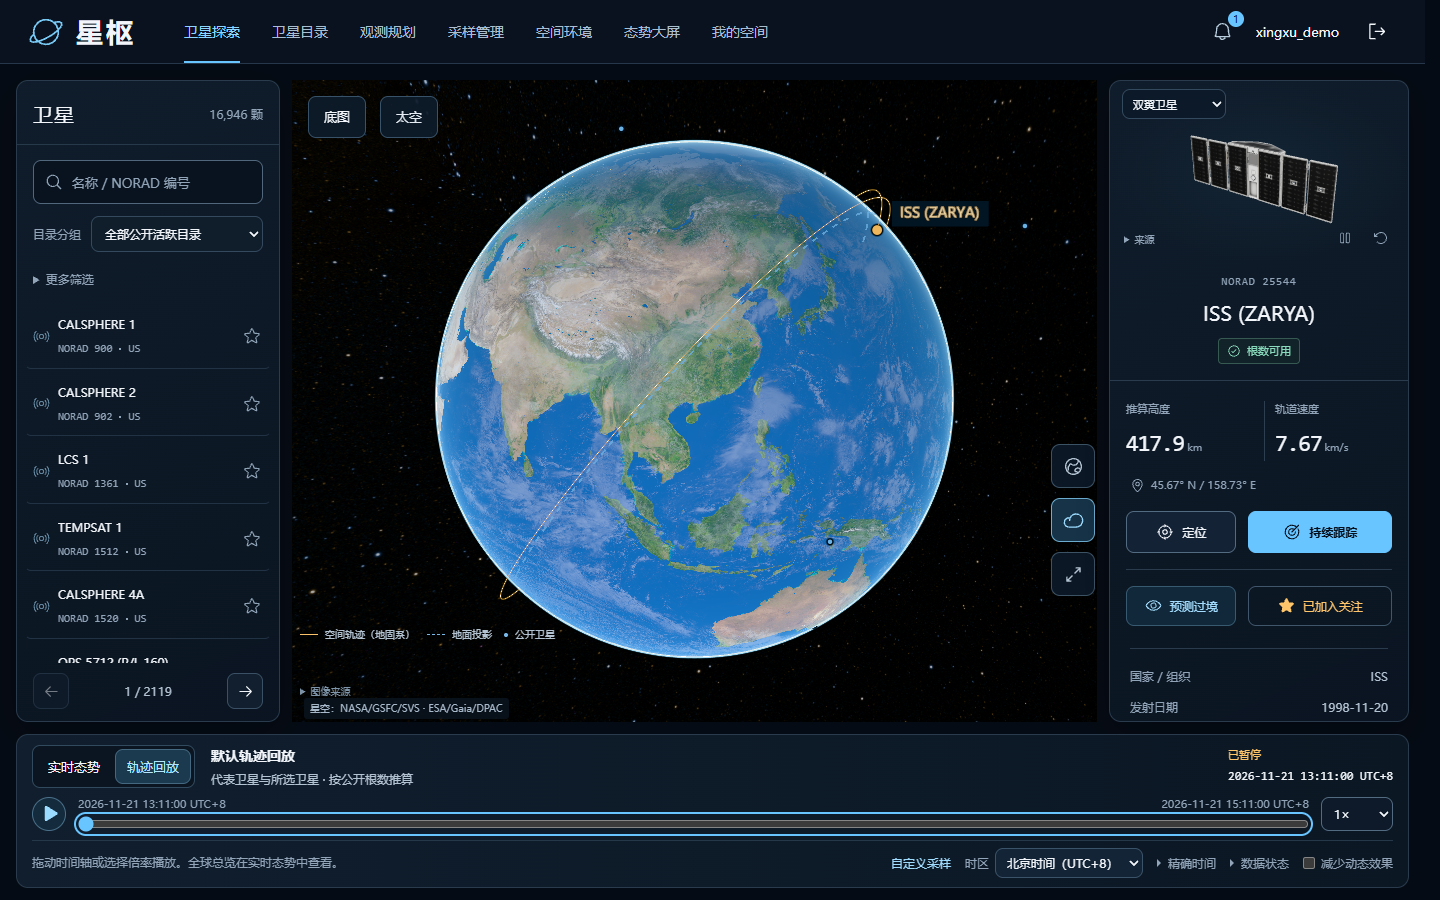 星枢
卫星探索 卫星目录 观测规划 采样管理 空间环境 态势大屏 我的空间
1
xingxu_demo
卫星 16,946 颗
名称 / NORAD 编号
目录分组 全部公开活跃目录
更多筛选
CALSPHERE 1
NORAD 900 · US
CALSPHERE 2
NORAD 902 · US
LCS 1
NORAD 1361 · US
TEMPSAT 1
NORAD 1512 · US
CALSPHERE 4A
NORAD 1520 · US
OPS 5712 (P/L 160)
1 / 2119
底图 太空
ISS (ZARYA)
空间轨迹（地固系） 地面投影 公开卫星
图像来源
星空：NASA/GSFC/SVS · ESA/Gaia/DPAC
双翼卫星
来源
NORAD 25544
ISS (ZARYA)
根数可用
推算高度 轨道速度
417.9 km 7.67 km/s
45.67° N / 158.73° E
定位 持续跟踪
预测过境 已加入关注
国家 / 组织 ISS
发射日期 1998-11-20
实时态势 轨迹回放
默认轨迹回放
代表卫星与所选卫星 · 按公开根数推算
已暂停
2026-11-21 13:11:00 UTC+8
2026-11-21 13:11:00 UTC+8 2026-11-21 15:11:00 UTC+8
1×
拖动时间轴或选择倍率播放。全球总览在实时态势中查看。
自定义采样 时区 北京时间（UTC+8） 精确时间 数据状态 减少动态效果